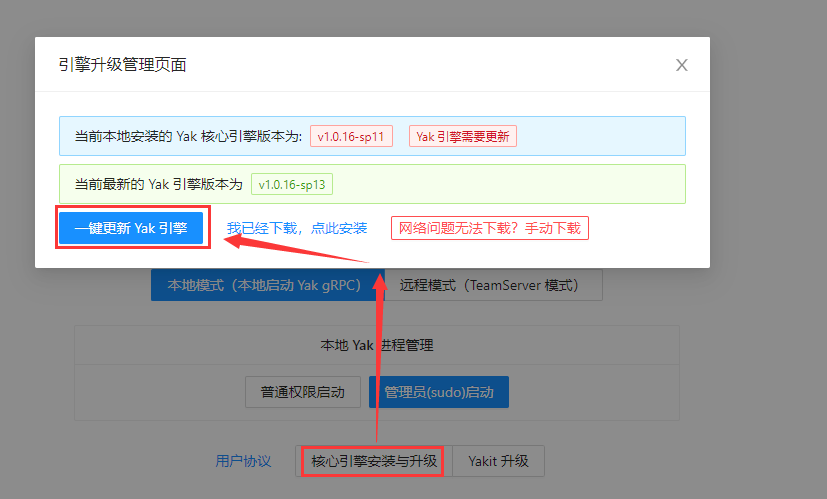 引擎升级管理页面
当前本地安装的 Yak 核心引擎版本为: v1.0.16-sp11 Yak 引擎需要更新
当前最新的 Yak 引擎版本为 v1.0.16-sp13
一键更新 Yak 引擎 我已经下载，点此安装 网络问题无法下载？手动下载
本地模式（本地启动 Yak gRPC） 远程模式（TeamServer 模式）
本地 Yak 进程管理
普通权限启动 管理员(sudo)启动
用户协议 核心引擎安装与升级 Yakit 升级